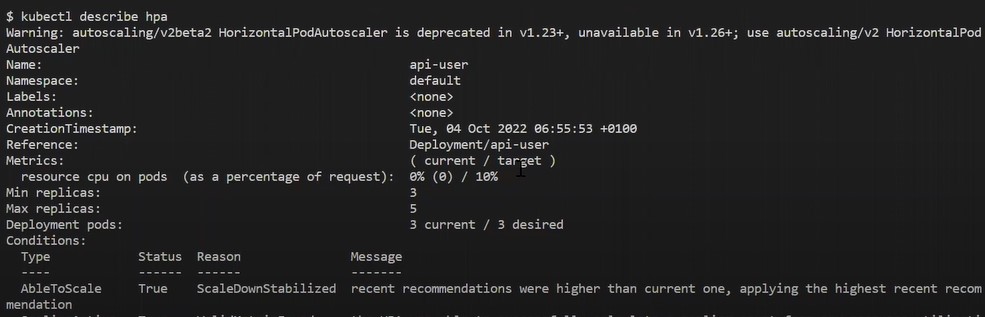 $ kubectl describe hpa
Warning: autoscaling/v2beta2 HorizontalPodAutoscaler is deprecated in v1.23+, unavailable in v1.26+; use autoscaling/v2 HorizontalPod
Autoscaler
Name: api-user
Namespace: default
Labels: <none>
Annotations: <none>
CreationTimestamp: Tue, 04 Oct 2022 06:55:53 +0100
Reference: Deployment/api-user
Metrics: ( current / target )
resource cpu on pods (as a percentage of request): 0% (0) / 10%
Min replicas: 3
Max replicas: 5
Deployment pods: 3 current / 3 desired
Conditions:
Type Status Reason Message
---- ------ ------ -------
AbleToScale True ScaleDownStabilized recent recommendations were higher than current one, applying the highest recent recom
mendation